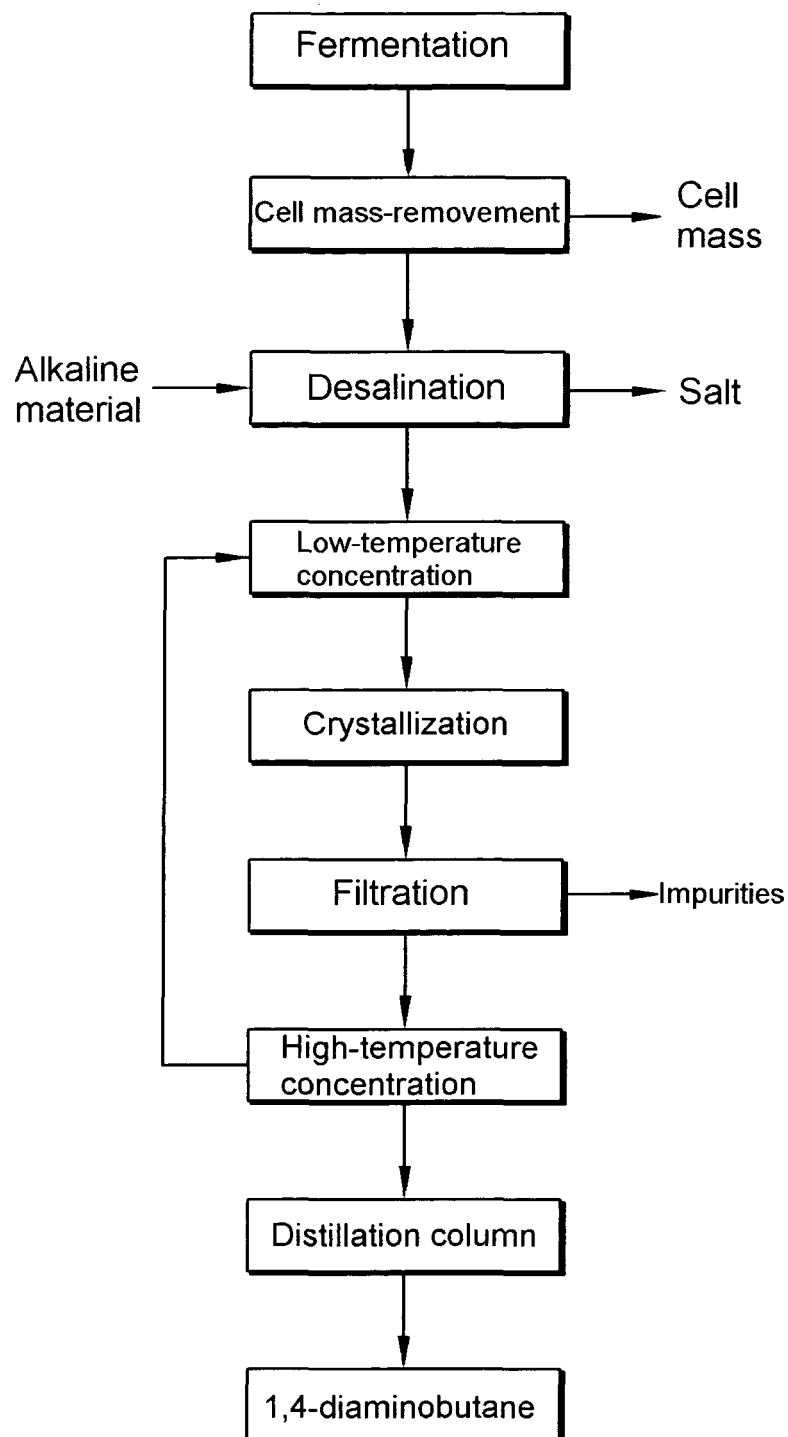 Fermentation
Cell mass-removement
Cell
mass
Alkaline
material
Desalination
Salt
Low-temperature
concentration
Crystallization
Filtration
Impurities
High-temperature
concentration
Distillation column
1,4-diaminobutane